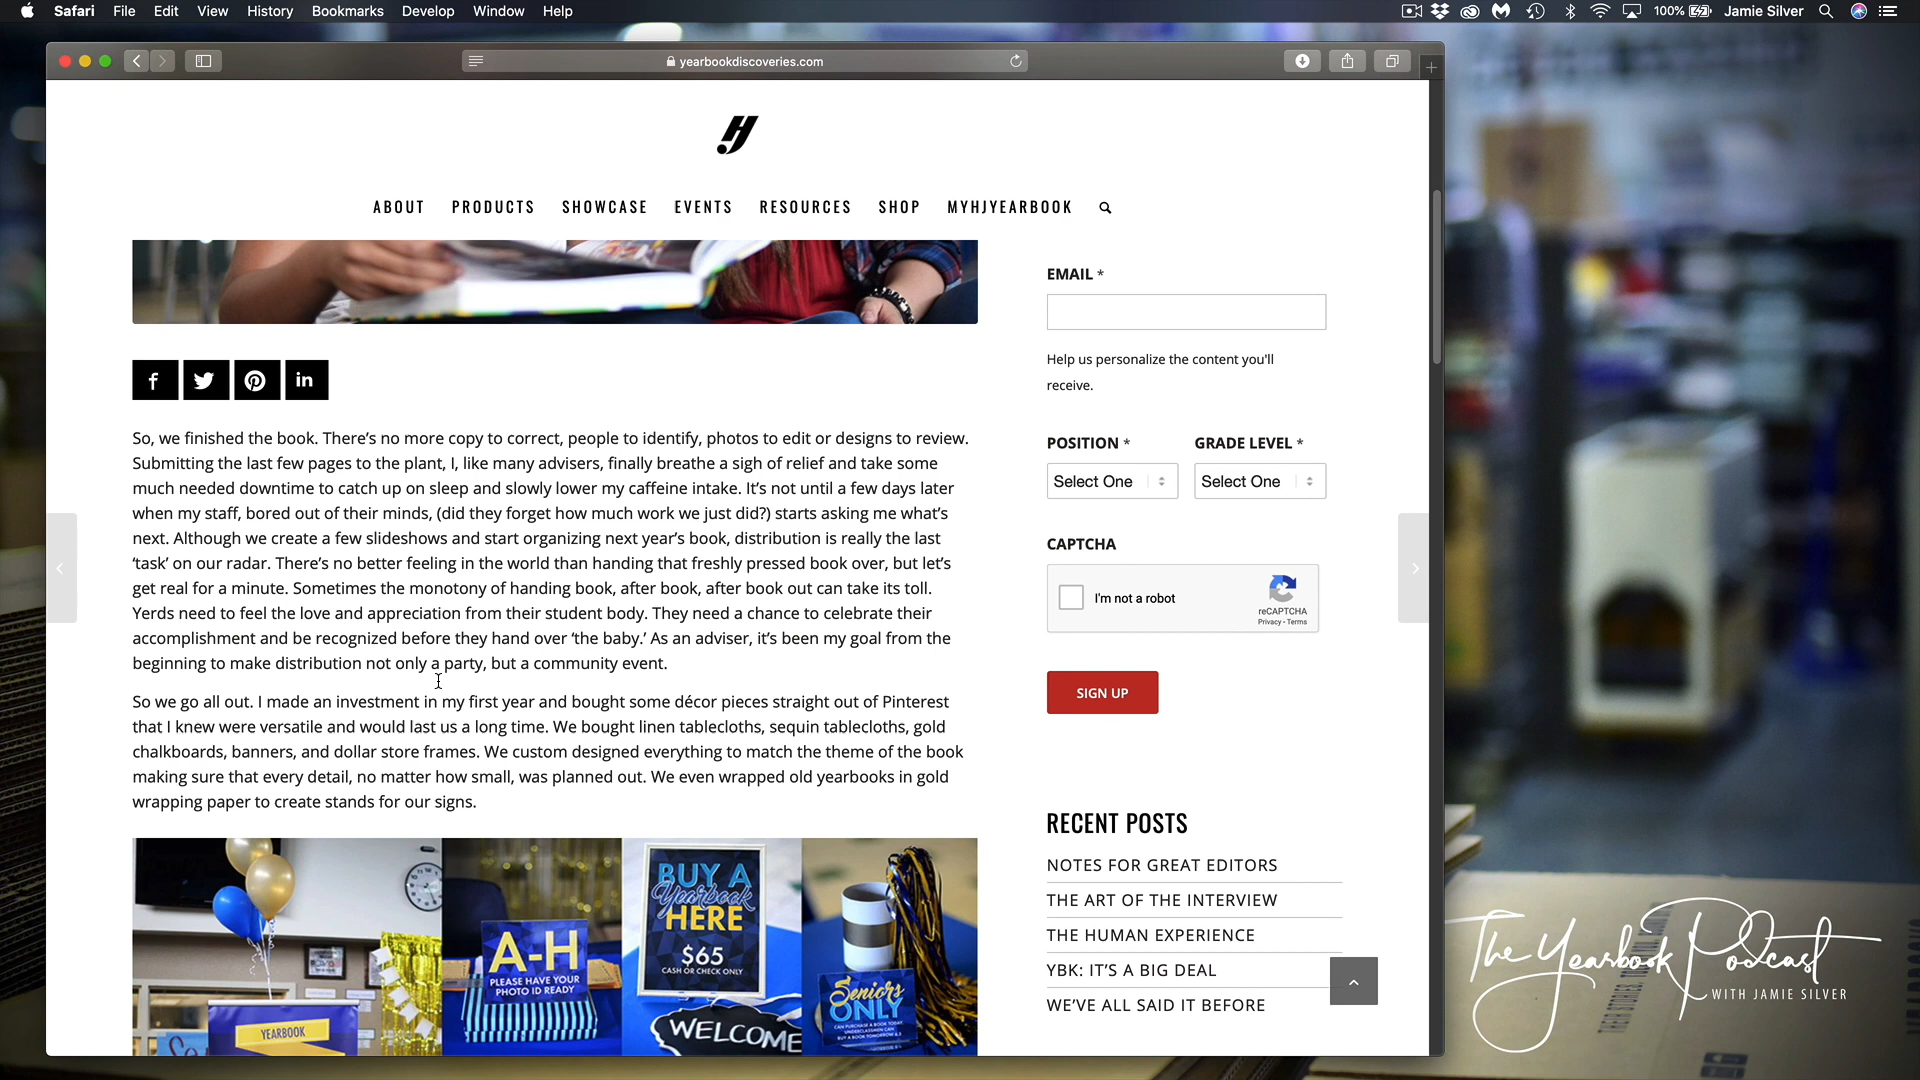 Safari File Edit View History Bookmarks Develop Window Help 100% Jamie Silver
yearbookdiscoveries.com
ABOUT PRODUCTS SHOWCASE EVENTS RESOURCES SHOP MYHJYEARBOOK
So, we finished the book. There’s no more copy to correct, people to identify, photos to edit or designs to review.
Submitting the last few pages to the plant, I, like many advisers, finally breathe a sigh of relief and take some
much needed downtime to catch up on sleep and slowly lower my caffeine intake. It’s not until a few days later
when my staff, bored out of their minds, (did they forget how much work we just did?) starts asking me what’s
next. Although we create a few slideshows and start organizing next year’s book, distribution is really the last
‘task’ on our radar. There’s no better feeling in the world than handing that freshly pressed book over, but let’s
get real for a minute. Sometimes the monotony of handing book, after book, after book out can take its toll.
Yerds need to feel the love and appreciation from their student body. They need a chance to celebrate their
accomplishment and be recognized before they hand over ‘the baby.’ As an adviser, it’s been my goal from the
beginning to make distribution not only a party, but a community event.
So we go all out. I made an investment in my first year and bought some décor pieces straight out of Pinterest
that I knew were versatile and would last us a long time. We bought linen tablecloths, sequin tablecloths, gold
chalkboards, banners, and dollar store frames. We custom designed everything to match the theme of the book
making sure that every detail, no matter how small, was planned out. We even wrapped old yearbooks in gold
wrapping paper to create stands for our signs.
YEARBOOK
A-H
PLEASE HAVE YOUR
PHOTO ID READY
BUY A
Yearbook
HERE
$65
CASH OR CHECK ONLY
WELCOME
Seniors
ONLY
EMAIL *
Help us personalize the content you'll
receive.
POSITION * GRADE LEVEL *
Select One Select One
CAPTCHA
I'm not a robot
reCAPTCHA
Privacy - Terms
SIGN UP
RECENT POSTS
NOTES FOR GREAT EDITORS
THE ART OF THE INTERVIEW
THE HUMAN EXPERIENCE
YBK: IT’S A BIG DEAL
WE’VE ALL SAID IT BEFORE
The Yearbook Podcast
WITH JAMIE SILVER